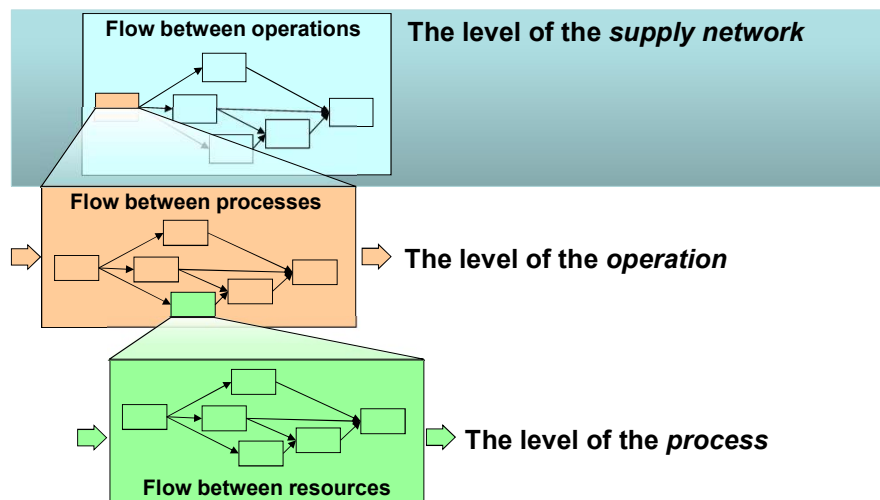 Flow between operations
The level of the supply network
Flow between processes
The level of the operation
The level of the process
Flow between resources